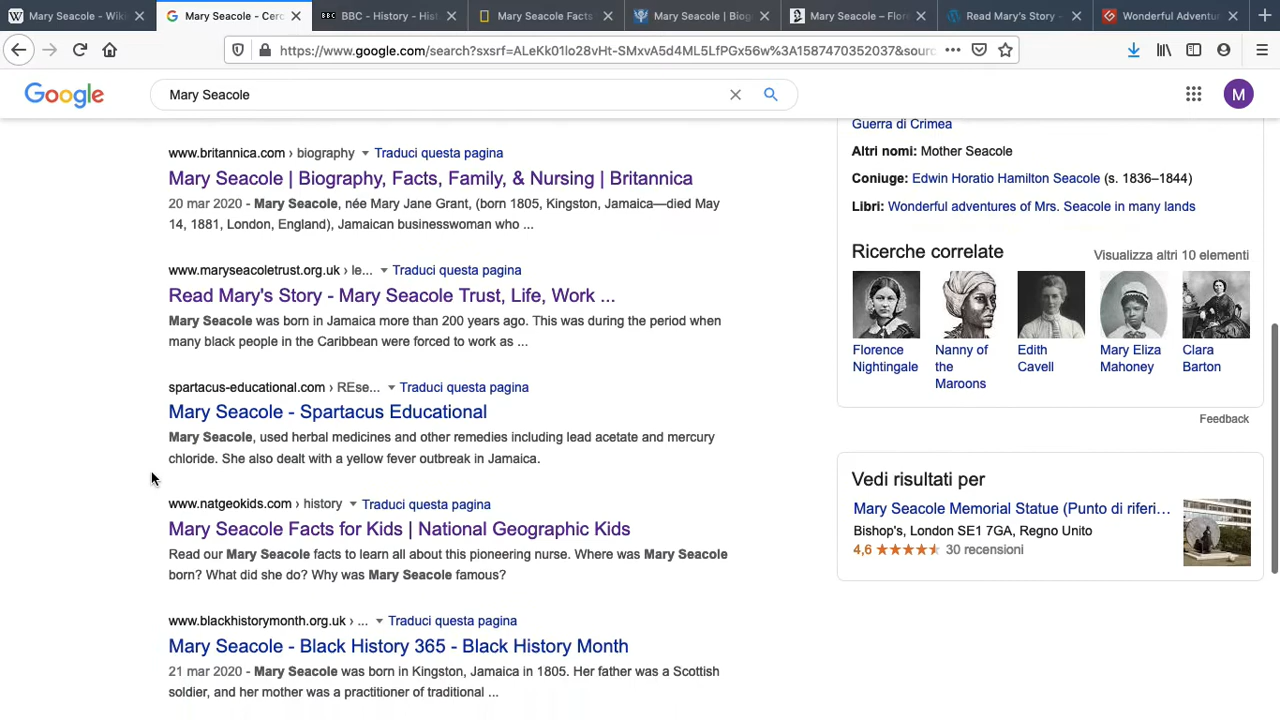 Mary Seacole - Wiki
Mary Seacole - Cerc
BBC - History - Hist
Mary Seacole Facts
Mary Seacole | Biog
Mary Seacole – Flore
Read Mary's Story -
Wonderful Adventu
https://www.google.com/search?sxsrf=ALeKk01lo28vHt-SMxvA5d4ML5LfPGx56w%3A1587470352037&sour
Google
Mary Seacole
M
www.britannica.com › biography Traduci questa pagina
Mary Seacole | Biography, Facts, Family, & Nursing | Britannica
20 mar 2020 - Mary Seacole, née Mary Jane Grant, (born 1805, Kingston, Jamaica—died May
14, 1881, London, England), Jamaican businesswoman who ...
www.maryseacoletrust.org.uk › le... Traduci questa pagina
Read Mary's Story - Mary Seacole Trust, Life, Work ...
Mary Seacole was born in Jamaica more than 200 years ago. This was during the period when
many black people in the Caribbean were forced to work as ...
spartacus-educational.com › REse... Traduci questa pagina
Mary Seacole - Spartacus Educational
Mary Seacole, used herbal medicines and other remedies including lead acetate and mercury
chloride. She also dealt with a yellow fever outbreak in Jamaica.
www.natgeokids.com › history Traduci questa pagina
Mary Seacole Facts for Kids | National Geographic Kids
Read our Mary Seacole facts to learn all about this pioneering nurse. Where was Mary Seacole
born? What did she do? Why was Mary Seacole famous?
www.blackhistorymonth.org.uk › ... Traduci questa pagina
Mary Seacole - Black History 365 - Black History Month
21 mar 2020 - Mary Seacole was born in Kingston, Jamaica in 1805. Her father was a Scottish
soldier, and her mother was a practitioner of traditional ...
Guerra di Crimea
Altri nomi: Mother Seacole
Coniuge: Edwin Horatio Hamilton Seacole (s. 1836–1844)
Libri: Wonderful adventures of Mrs. Seacole in many lands
Ricerche correlate
Visualizza altri 10 elementi
Florence
Nightingale
Nanny of
the
Maroons
Edith
Cavell
Mary Eliza
Mahoney
Clara
Barton
Feedback
Vedi risultati per
Mary Seacole Memorial Statue (Punto di riferi...
Bishop's, London SE1 7GA, Regno Unito
4,6 30 recensioni